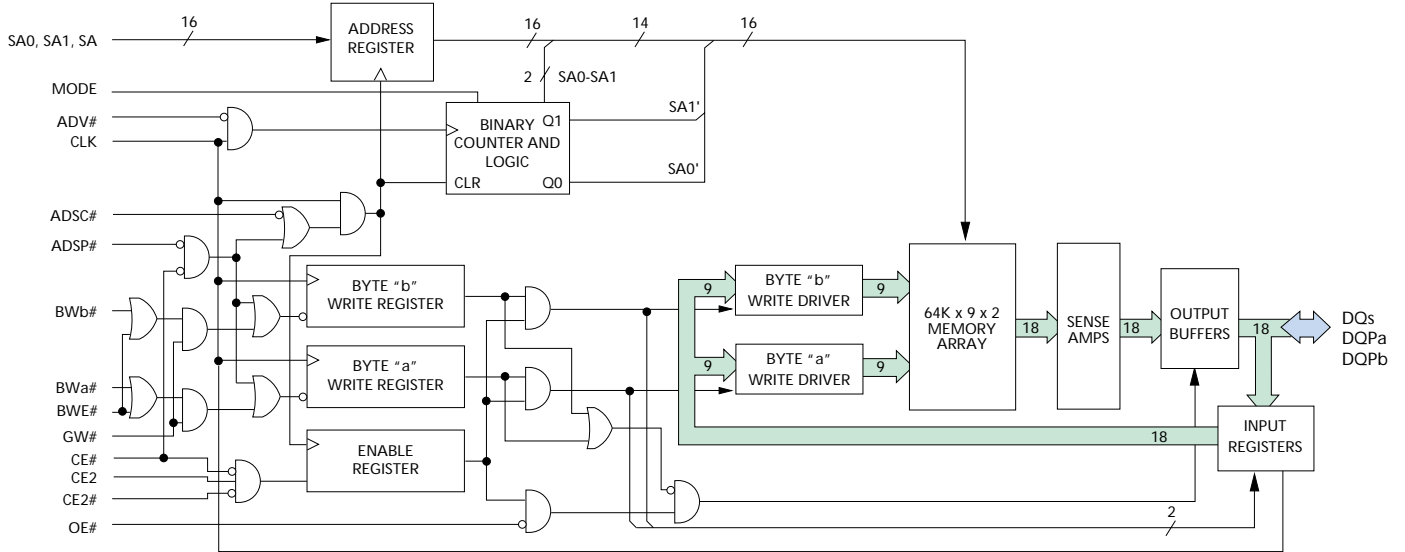 SA0, SA1, SA
16
ADDRESS
REGISTER
16
14
16
2
SA0-SA1
MODE
ADV#
CLK
BINARY
COUNTER AND
LOGIC
Q1
CLR
Q0
SA1'
SA0'
ADSC#
ADSP#
BWb#
BWa#
BWE#
GW#
CE#
CE2
CE2#
OE#
BYTE “b”
WRITE REGISTER
BYTE “a”
WRITE REGISTER
ENABLE
REGISTER
9
BYTE “b”
WRITE DRIVER
9
9
BYTE “a”
WRITE DRIVER
9
64K x 9 x 2
MEMORY
ARRAY
18
SENSE
AMPS
18
OUTPUT
BUFFERS
18
DQs
DQPa
DQPb
18
INPUT
REGISTERS
2